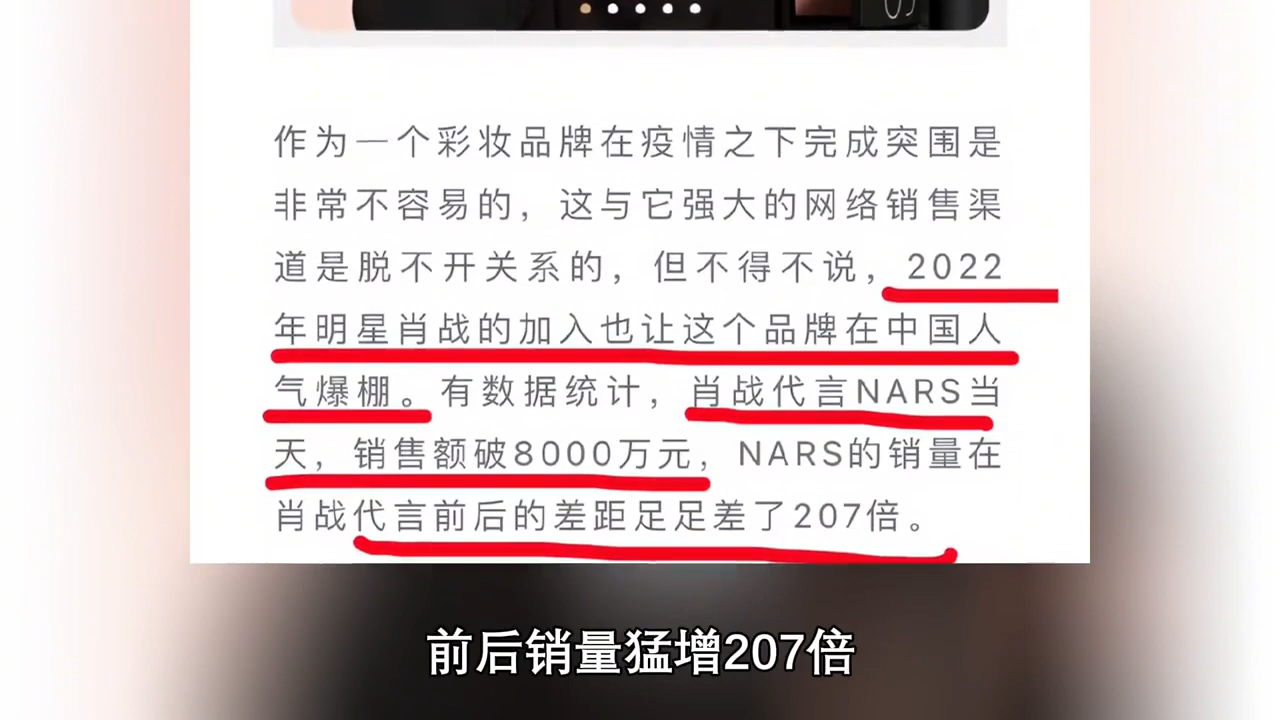 作为一个彩妆品牌在疫情之下完成突围是
非常不容易的，这与它强大的网络销售渠
道是脱不开关系的，但不得不说，2022
年明星肖战的加入也让这个品牌在中国人
气爆棚。有数据统计，肖战代言NARS当
天，销售额破8000万元，NARS的销量在
肖战代言前后的差距足足差了207倍。
前后销量猛增207倍